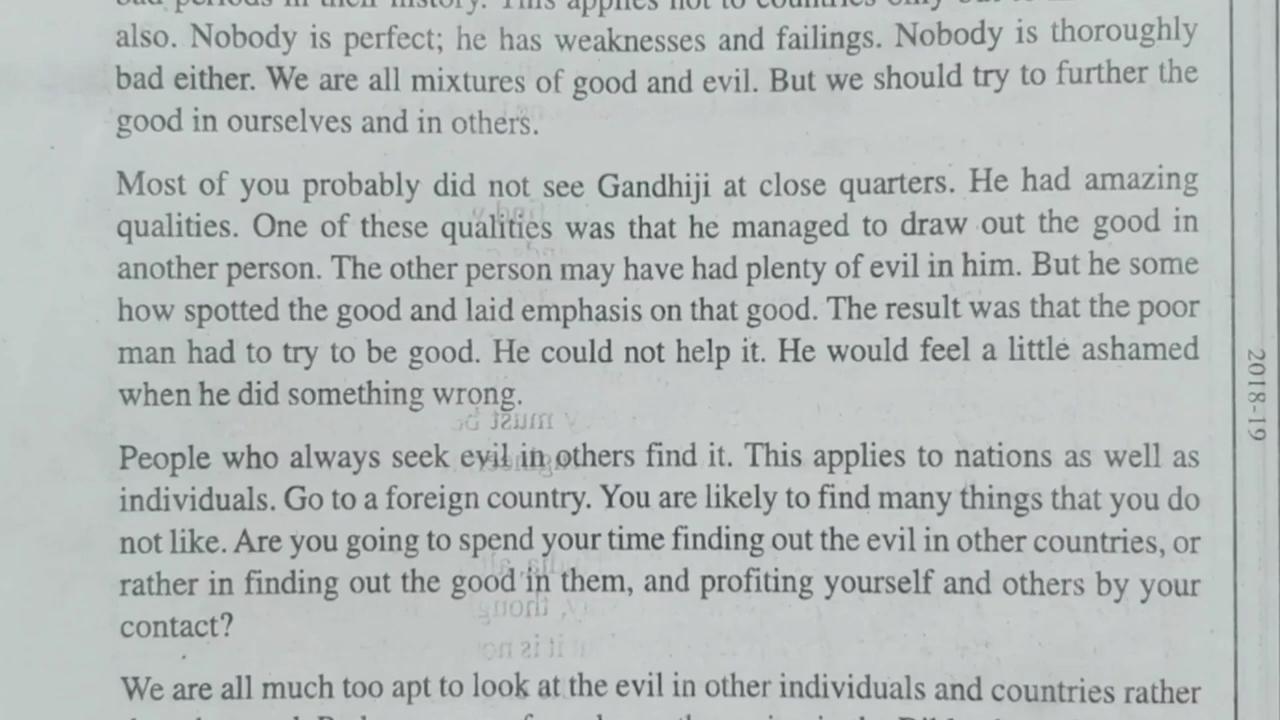 also. Nobody is perfect; he has weaknesses and failings. Nobody is thoroughly
bad either. We are all mixtures of good and evil. But we should try to further the
good in ourselves and in others.
Most of you probably did not see Gandhiji at close quarters. He had amazing
qualities. One of these qualities was that he managed to draw out the good in
another person. The other person may have had plenty of evil in him. But he some
how spotted the good and laid emphasis on that good. The result was that the poor
man had to try to be good. He could not help it. He would feel a little ashamed
when he did something wrong.
People who always seek evil in others find it. This applies to nations as well as
individuals. Go to a foreign country. You are likely to find many things that you do
not like. Are you going to spend your time finding out the evil in other countries, or
rather in finding out the good in them, and profiting yourself and others by your
contact?
We are all much too apt to look at the evil in other individuals and countries rather
2018-19